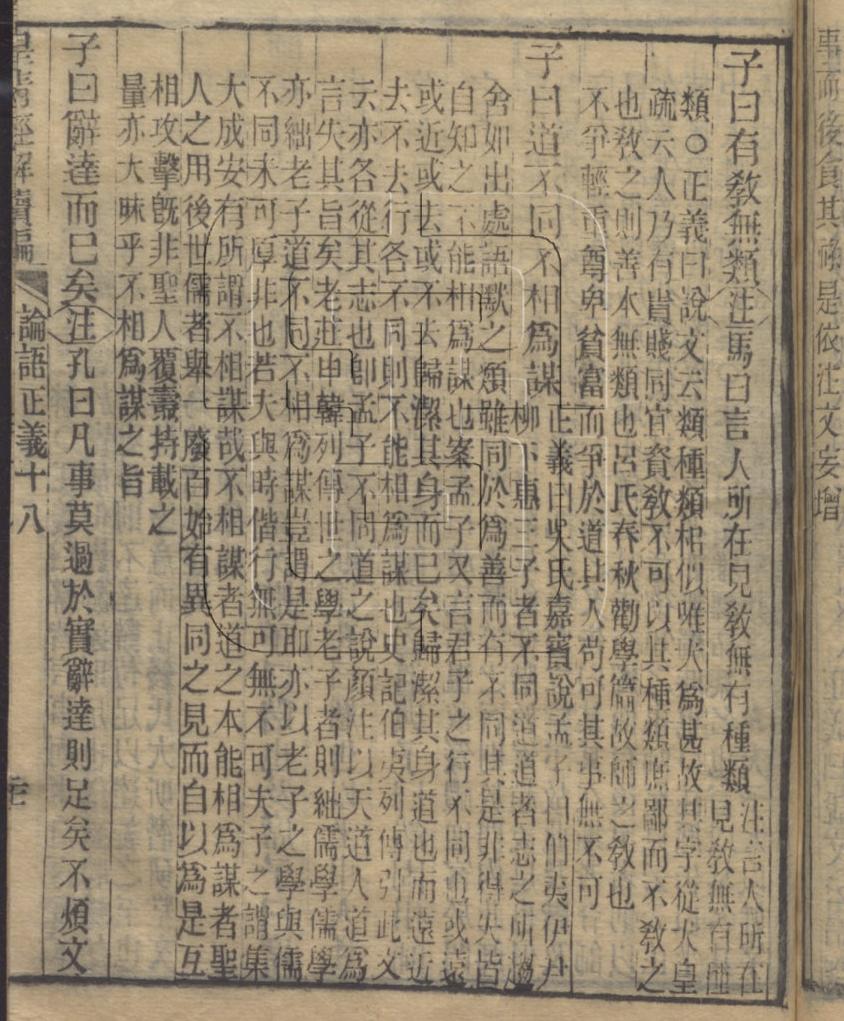 事而後食其祿是依注文妄增
子曰有教無類注馬曰言人所在見教無有種類注言人所在
見教無有種
類○正義曰說文云類種類相似唯犬爲甚故其字從犬皇
疏云人乃有貴賤同宜資教不可以其種類庶鄙而不教之
也教之則善本無類也呂氏春秋勸學篇故師之教也
不爭輕重尊卑貧富而爭於道其人苟可其事無不可
子曰道不同不相爲謀正義曰吳氏嘉賓說孟子曰伯夷伊尹
柳下惠三子者不同道道者志之所趨
舍如出處語默之類雖同於爲善而有不同其是非得失皆
自知之不能相爲謀也案孟子又言君子之行不同也或遠
或近或去或不去歸潔其身而已矣歸潔其身道也而遠近
去不去行各不同則不能相爲謀也史記伯夷列傳引此文
云亦各從其志也卽孟子不同道之說顏注以天道人道爲
言失其旨矣老莊申韓列傳世之學老子者則絀儒學儒學
亦絀老子道不同不相爲謀豈謂是耶亦以老子之學與儒
不同未可厚非也若夫與時偕行無可無不可夫子之謂集
大成安有所謂不相謀哉不相謀者道之本能相爲謀者聖
人之用後世儒者舉一廢百始有異同之見而自以爲是互
相攻擊旣非聖人覆燾持載之
量亦大昧乎不相爲謀之旨
子曰辭達而已矣注孔曰凡事莫過於實辭達則足矣不煩文
皇清經解續編 論語正義十八